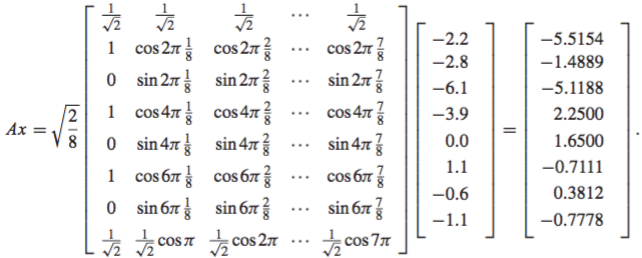 Ax = √(2/8) [ 1/√2 1/√2 1/√2 ⋯ 1/√2 ] [ −2.2 ] = [ −5.5154 ] .
1 cos 2π 1/8 cos 2π 2/8 ⋯ cos 2π 7/8 −2.8 −1.4889
0 sin 2π 1/8 sin 2π 2/8 ⋯ sin 2π 7/8 −6.1 −5.1188
1 cos 4π 1/8 cos 4π 2/8 ⋯ cos 4π 7/8 −3.9 2.2500
0 sin 4π 1/8 sin 4π 2/8 ⋯ sin 4π 7/8 0.0 1.6500
1 cos 6π 1/8 cos 6π 2/8 ⋯ cos 6π 7/8 1.1 −0.7111
0 sin 6π 1/8 sin 6π 2/8 ⋯ sin 6π 7/8 −0.6 0.3812
1/√2 1/√2 cos π 1/√2 cos 2π ⋯ 1/√2 cos 7π −1.1 −0.7778